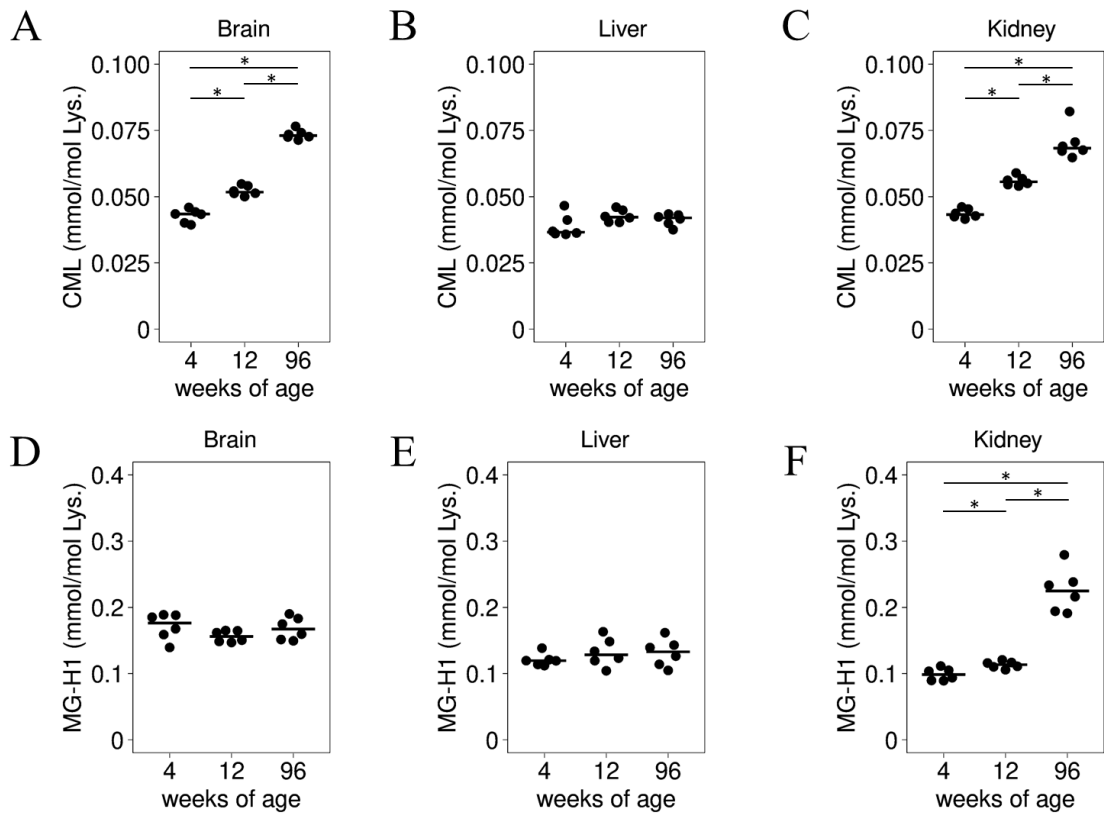 A
Brain
CML (mmol/mol Lys.)
0.100
0.075
0.050
0.025
0
*
*
*
4 12 96
weeks of age
B
Liver
CML (mmol/mol Lys.)
0.100
0.075
0.050
0.025
0
4 12 96
weeks of age
C
Kidney
CML (mmol/mol Lys.)
0.100
0.075
0.050
0.025
0
*
*
*
4 12 96
weeks of age
D
Brain
MG-H1 (mmol/mol Lys.)
0.4
0.3
0.2
0.1
0
4 12 96
weeks of age
E
Liver
MG-H1 (mmol/mol Lys.)
0.4
0.3
0.2
0.1
0
4 12 96
weeks of age
F
Kidney
MG-H1 (mmol/mol Lys.)
0.4
0.3
0.2
0.1
0
*
*
*
4 12 96
weeks of age